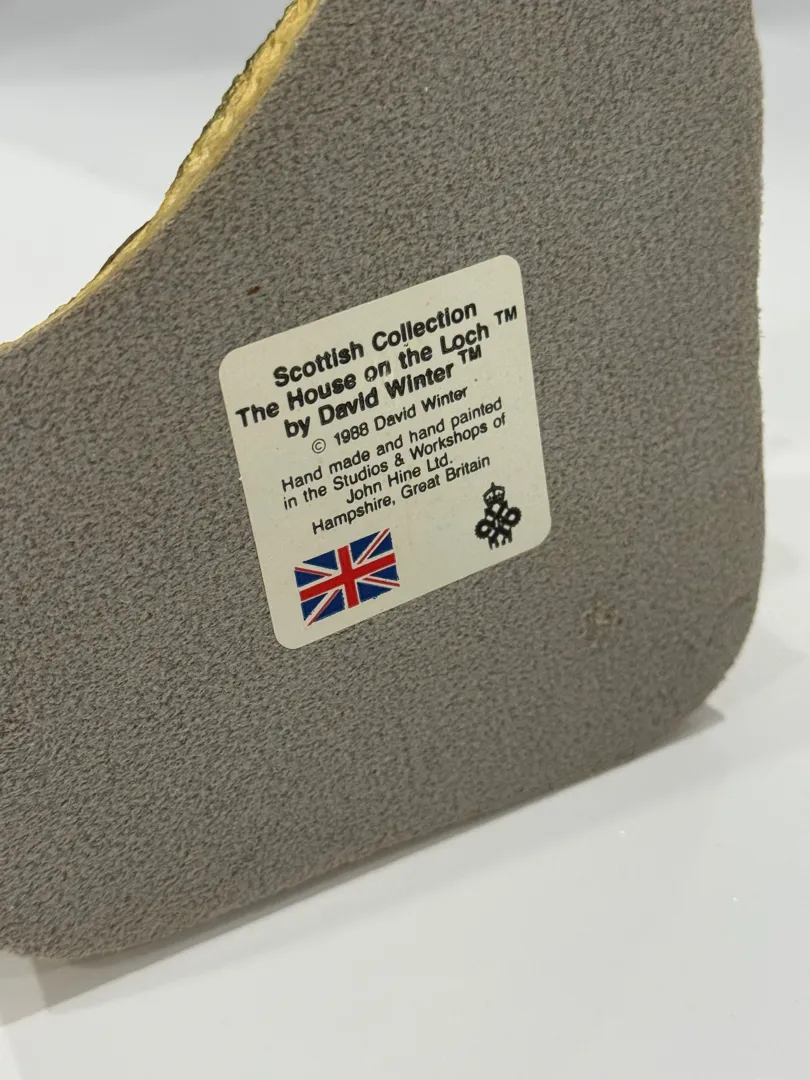 Scottish Collection
The House on the Loch ™
by David Winter ™
© 1988 David Winter
Hand made and hand painted
in the Studios & Workshops of
John Hine Ltd.
Hampshire, Great Britain